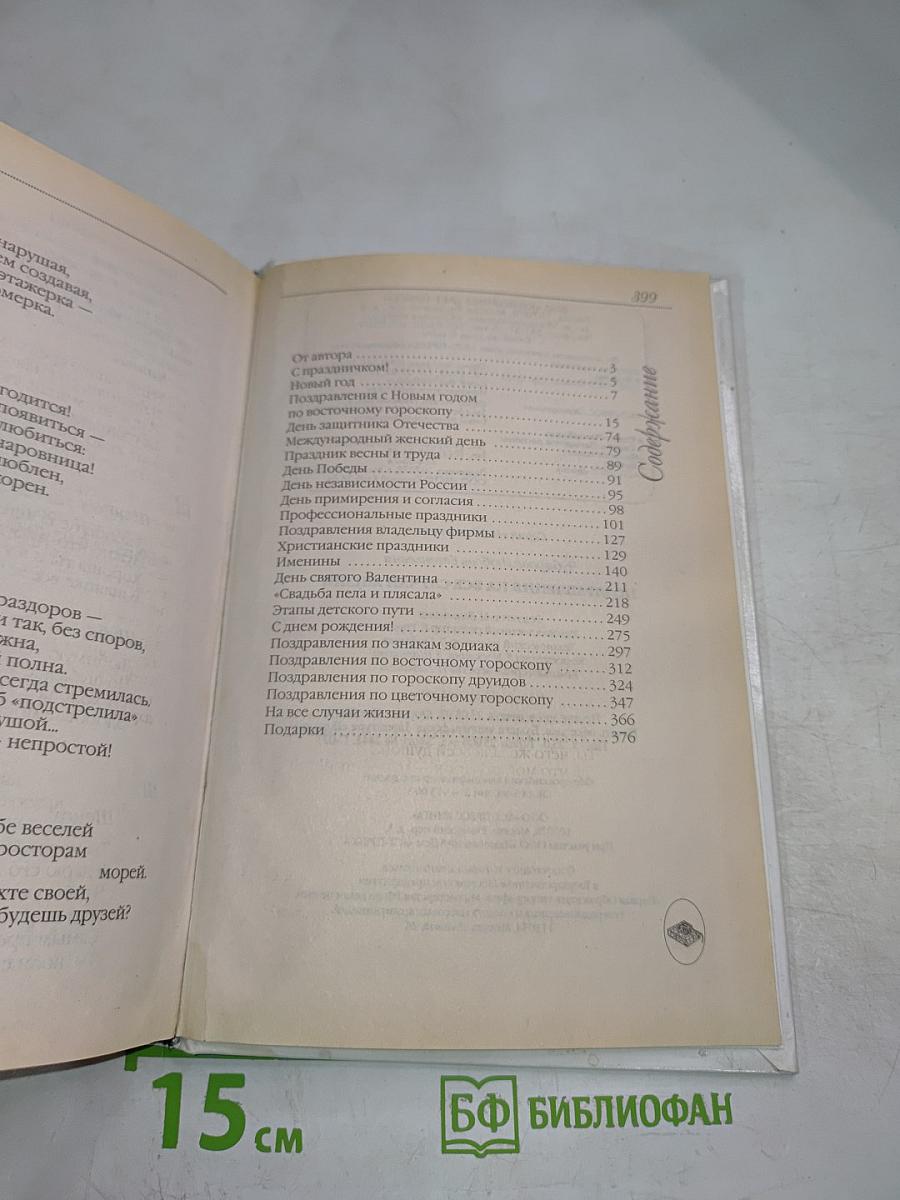 нарушая,
ем создавая,
этажерка —
омерка.
годится!
появиться —
любиться:
наровница!
люблен,
корен.
раздоров —
и так, без споров,
жна,
й полна.
сегда стремилась,
б «подстрелила»
ушой...
непростой!
бе веселей
росторам
морей.
хте своей,
будешь друзей?
399
Содержание
От автора 3
С праздничком! 5
Новый год 7
Поздравления с Новым годом
по восточному гороскопу 15
День защитника Отечества 74
Международный женский день 79
Праздник весны и труда 89
День Победы 91
День независимости России 95
День примирения и согласия 98
Профессиональные праздники 101
Поздравления владельцу фирмы 127
Христианские праздники 129
Именины 140
День святого Валентина 211
«Свадьба пела и плясала» 218
Этапы детского пути 249
С днем рождения! 275
Поздравления по знакам зодиака 297
Поздравления по восточному гороскопу 312
Поздравления по гороскопу друидов 324
Поздравления по цветочному гороскопу 347
На все случаи жизни 366
Подарки 376
15 см
БФ БИБЛИОФАН